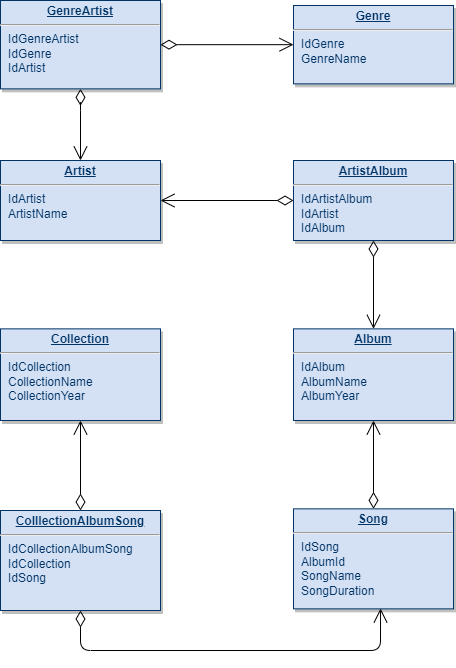 GenreArtist
IdGenreArtist
IdGenre
IdArtist
Genre
IdGenre
GenreName
Artist
IdArtist
ArtistName
ArtistAlbum
IdArtistAlbum
IdArtist
IdAlbum
Collection
IdCollection
CollectionName
CollectionYear
Album
IdAlbum
AlbumName
AlbumYear
ColllectionAlbumSong
IdCollectionAlbumSong
IdCollection
IdSong
Song
IdSong
AlbumId
SongName
SongDuration